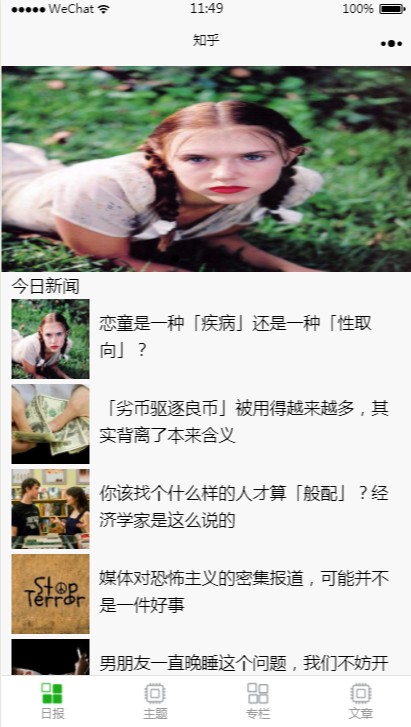 ●●●●● WeChat 11:49 100%
知乎
今日新闻
恋童是一种「疾病」还是一种「性取
向」？
「劣币驱逐良币」被用得越来越多，其
实背离了本来含义
你该找个什么样的人才算「般配」？经
济学家是这么说的
Stop
Terror
媒体对恐怖主义的密集报道，可能并不
是一件好事
男朋友一直晚睡这个问题，我们不妨开
日报 主题 专栏 文章